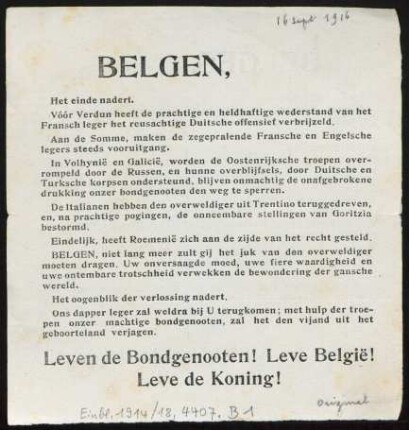 16 Sept 1916
BELGEN,
Het einde nadert.
Vóór Verdun heeft de prachtige en heldhaftige wederstand van het
Fransch leger het reusachtige Duitsche offensief verbrijzeld.
Aan de Somme, maken de zegepralende Fransche en Engelsche
legers steeds vooruitgang.
In Volhynië en Galicië, worden de Oostenrijksche troepen over-
rompeld door de Russen, en hunne overblijfsels, door Duitsche en
Turksche korpsen ondersteund, blijven onmachtig de onafgebrokene
drukking onzer bondgenooten den weg te sperren.
De Italianen hebben den overweldiger uit Trentino teruggedreven,
en, na prachtige pogingen, de onneembare stellingen van Goritzia
bestormd.
Eindelijk, heeft Roemenië zich aan de zijde van het recht gesteld.
BELGEN, niet lang meer zult gij het juk van den overweldiger
moeten dragen. Uw onversaagde moed, uwe fiere waardigheid en
uwe ontembare trotschheid verwekken de bewondering der gansche
wereld.
Het oogenblik der verlossing nadert.
Ons dapper leger zal weldra bij U terugkomen; met hulp der troe-
pen onzer machtige bondgenooten, zal het den vijand uit het
geboorteland verjagen.
Leven de Bondgenooten! Leve België!
Leve de Koning!
Einbl. 1914/18, 4407. B 1
Original